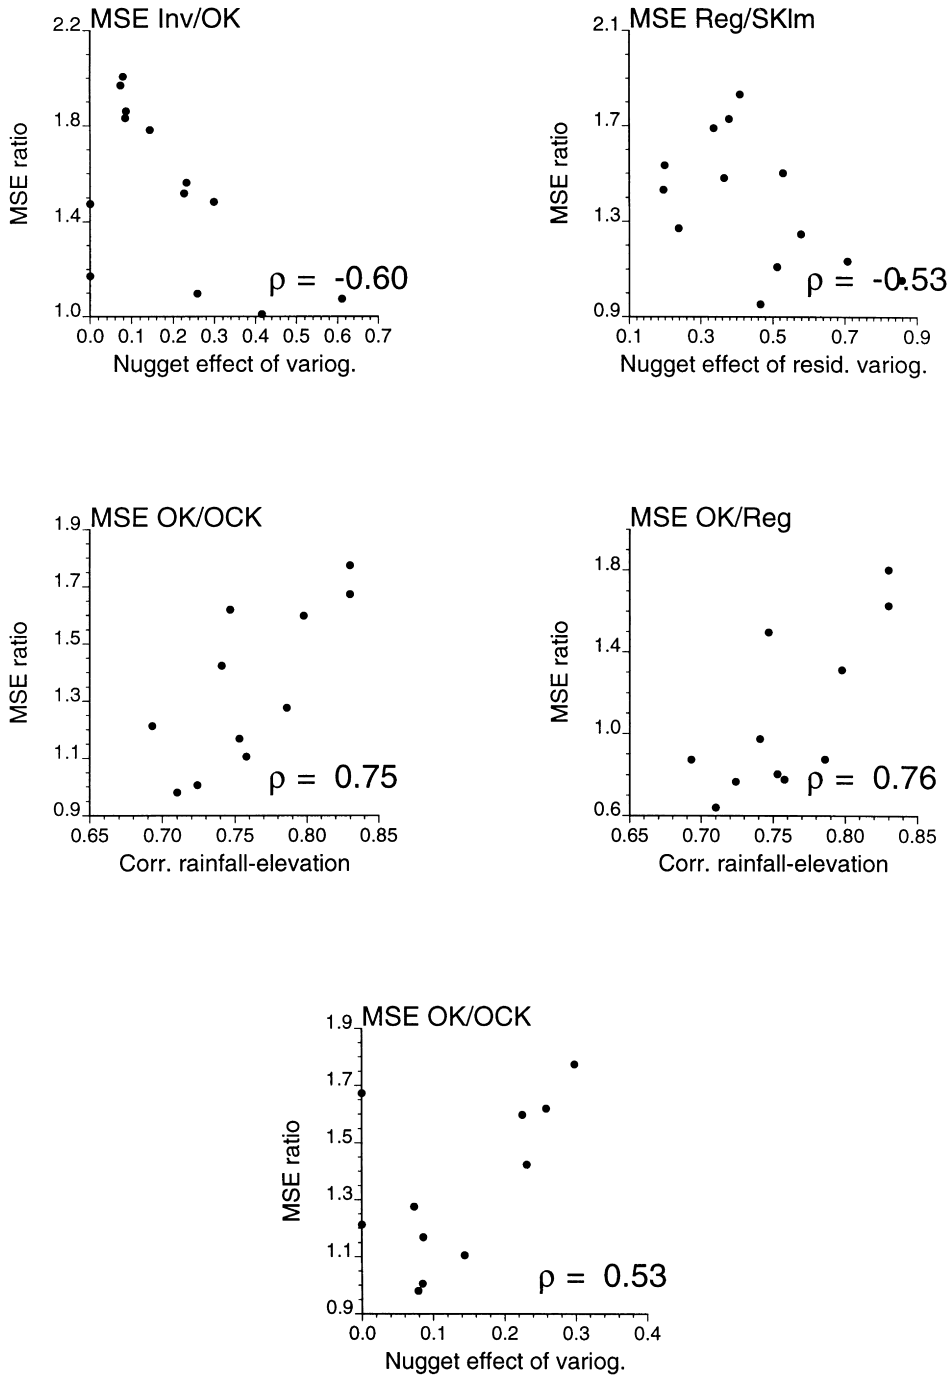 MSE Inv/OK
2.2
1.8
1.4
1.0
MSE ratio
ρ = -0.60
0.0 0.1 0.2 0.3 0.4 0.5 0.6 0.7
Nugget effect of variog.
MSE Reg/SKlm
2.1
1.7
1.3
0.9
MSE ratio
ρ = -0.53
0.1 0.3 0.5 0.7 0.9
Nugget effect of resid. variog.
MSE OK/OCK
1.9
1.7
1.5
1.3
1.1
0.9
MSE ratio
ρ = 0.75
0.65 0.70 0.75 0.80 0.85
Corr. rainfall-elevation
MSE OK/Reg
1.8
1.4
1.0
0.6
MSE ratio
ρ = 0.76
0.65 0.70 0.75 0.80 0.85
Corr. rainfall-elevation
MSE OK/OCK
1.9
1.7
1.5
1.3
1.1
0.9
MSE ratio
ρ = 0.53
0.0 0.1 0.2 0.3 0.4
Nugget effect of variog.